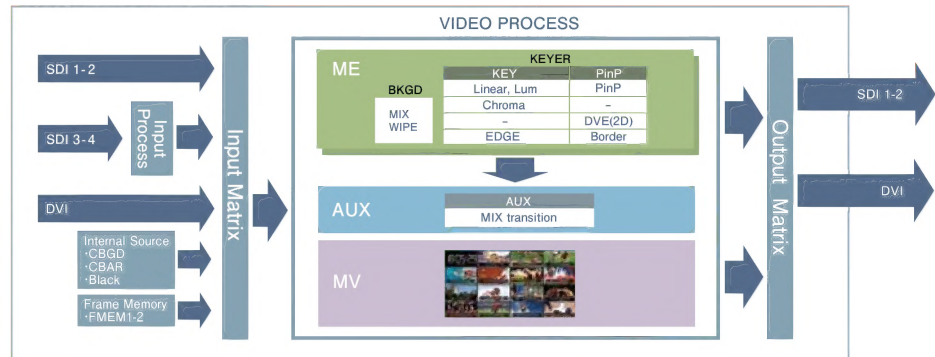 VIDEO PROCESS
SDI 1-2
SDI 3-4
Input Process
DVI
Internal Source
·CBGD
·CBAR
·Black
Frame Memory
·FMEM1-2
Input Matrix
ME
BKGD
MIX
WIPE
KEYER
KEY PinP
Linear, Lum PinP
Chroma –
– DVE(2D)
EDGE Border
AUX
AUX
MIX transition
MV
Output Matrix
SDI 1-2
DVI